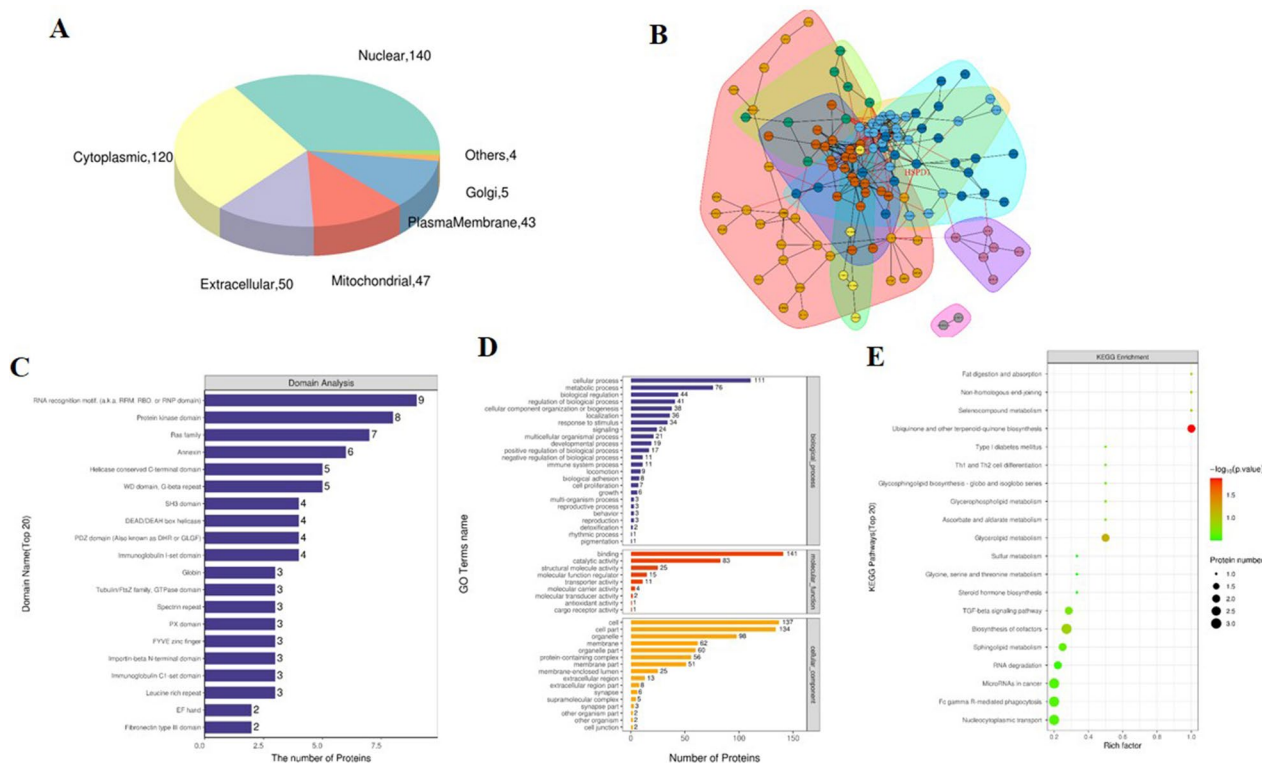 A
Nuclear,140
Cytoplasmic,120
Others,4
Golgi,5
PlasmaMembrane,43
Extracellular,50
Mitochondrial,47
B
HSPD1
C
Domain Analysis
Domain Name(Top 20)
RNA recognition motif. (a.k.a. RRM, RBD, or RNP domain) 9
Protein kinase domain 8
Ras family 7
Annexin 6
Helicase conserved C-terminal domain 5
WD domain, G-beta repeat 5
SH3 domain 4
DEAD/DEAH box helicase 4
PDZ domain (Also known as DHR or GLGF) 4
Immunoglobulin I-set domain 4
Globin 3
Tubulin/FtsZ family, GTPase domain 3
Spectrin repeat 3
PX domain 3
FYVE zinc finger 3
Importin-beta N-terminal domain 3
Immunoglobulin C1-set domain 3
Leucine rich repeat 3
EF hand 2
Fibronectin type III domain 2
0.0 2.5 5.0 7.5
The number of Proteins
D
GO Terms name
cellular process 111
metabolic process 76
biological regulation 44
regulation of biological process 41
cellular component organization or biogenesis 38
localization 36
response to stimulus 34
signaling 24
multicellular organismal process 21
developmental process 19
positive regulation of biological process 17
negative regulation of biological process 11
immune system process 11
locomotion 9
biological adhesion 8
cell proliferation 7
growth 6
multi-organism process 3
reproductive process 3
behavior 3
reproduction 3
detoxification 2
rhythmic process 1
pigmentation 1
biological_process
binding 141
catalytic activity 83
structural molecule activity 25
molecular function regulator 15
transporter activity 11
molecular carrier activity 4
molecular transducer activity 2
antioxidant activity 1
cargo receptor activity 1
molecular_function
cell 137
cell part 134
organelle 98
membrane 62
organelle part 60
protein-containing complex 56
membrane part 51
membrane-enclosed lumen 25
extracellular region 13
extracellular region part 8
synapse 6
supramolecular complex 5
synapse part 3
other organism part 2
other organism 2
cell junction 2
cellular_component
0 50 100 150
Number of Proteins
E
KEGG Enrichment
KEGG Pathways(Top 20)
Fat digestion and absorption
Non-homologous end-joining
Selenocompound metabolism
Ubiquinone and other terpenoid-quinone biosynthesis
Type I diabetes mellitus
Th1 and Th2 cell differentiation
Glycosphingolipid biosynthesis - globo and isoglobo series
Glycerophospholipid metabolism
Ascorbate and aldarate metabolism
Glycerolipid metabolism
Sulfur metabolism
Glycine, serine and threonine metabolism
Steroid hormone biosynthesis
TGF-beta signaling pathway
Biosynthesis of cofactors
Sphingolipid metabolism
RNA degradation
MicroRNAs in cancer
Fc gamma R-mediated phagocytosis
Nucleocytoplasmic transport
0.2 0.4 0.6 0.8 1.0
Rich factor
−log10(p.value)
1.5
1.0
Protein number
1.0
1.5
2.0
2.5
3.0